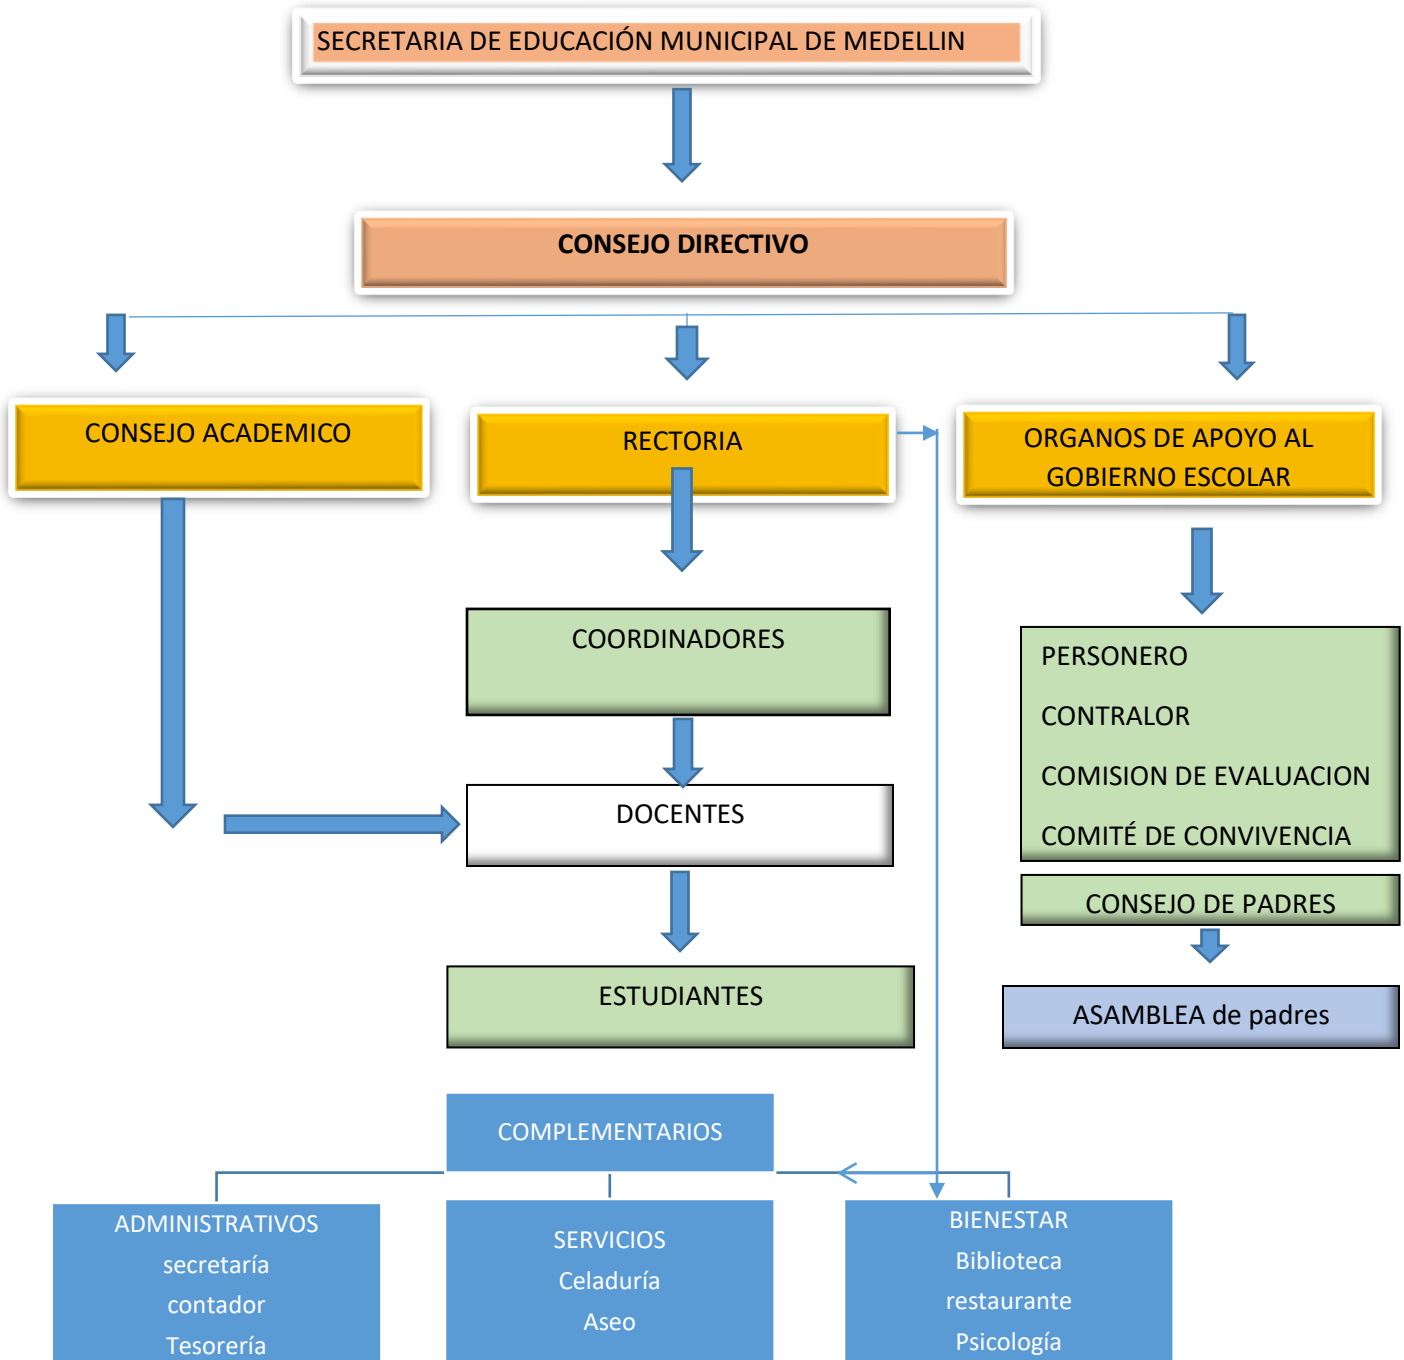 SECRETARIA DE EDUCACIÓN MUNICIPAL DE MEDELLIN
CONSEJO DIRECTIVO
CONSEJO ACADEMICO
RECTORIA
ORGANOS DE APOYO AL
GOBIERNO ESCOLAR
COORDINADORES
PERSONERO
CONTRALOR
COMISION DE EVALUACION
COMITÉ DE CONVIVENCIA
DOCENTES
CONSEJO DE PADRES
ESTUDIANTES
ASAMBLEA de padres
COMPLEMENTARIOS
ADMINISTRATIVOS
secretaría
contador
Tesorería
SERVICIOS
Celaduría
Aseo
BIENESTAR
Biblioteca
restaurante
Psicología